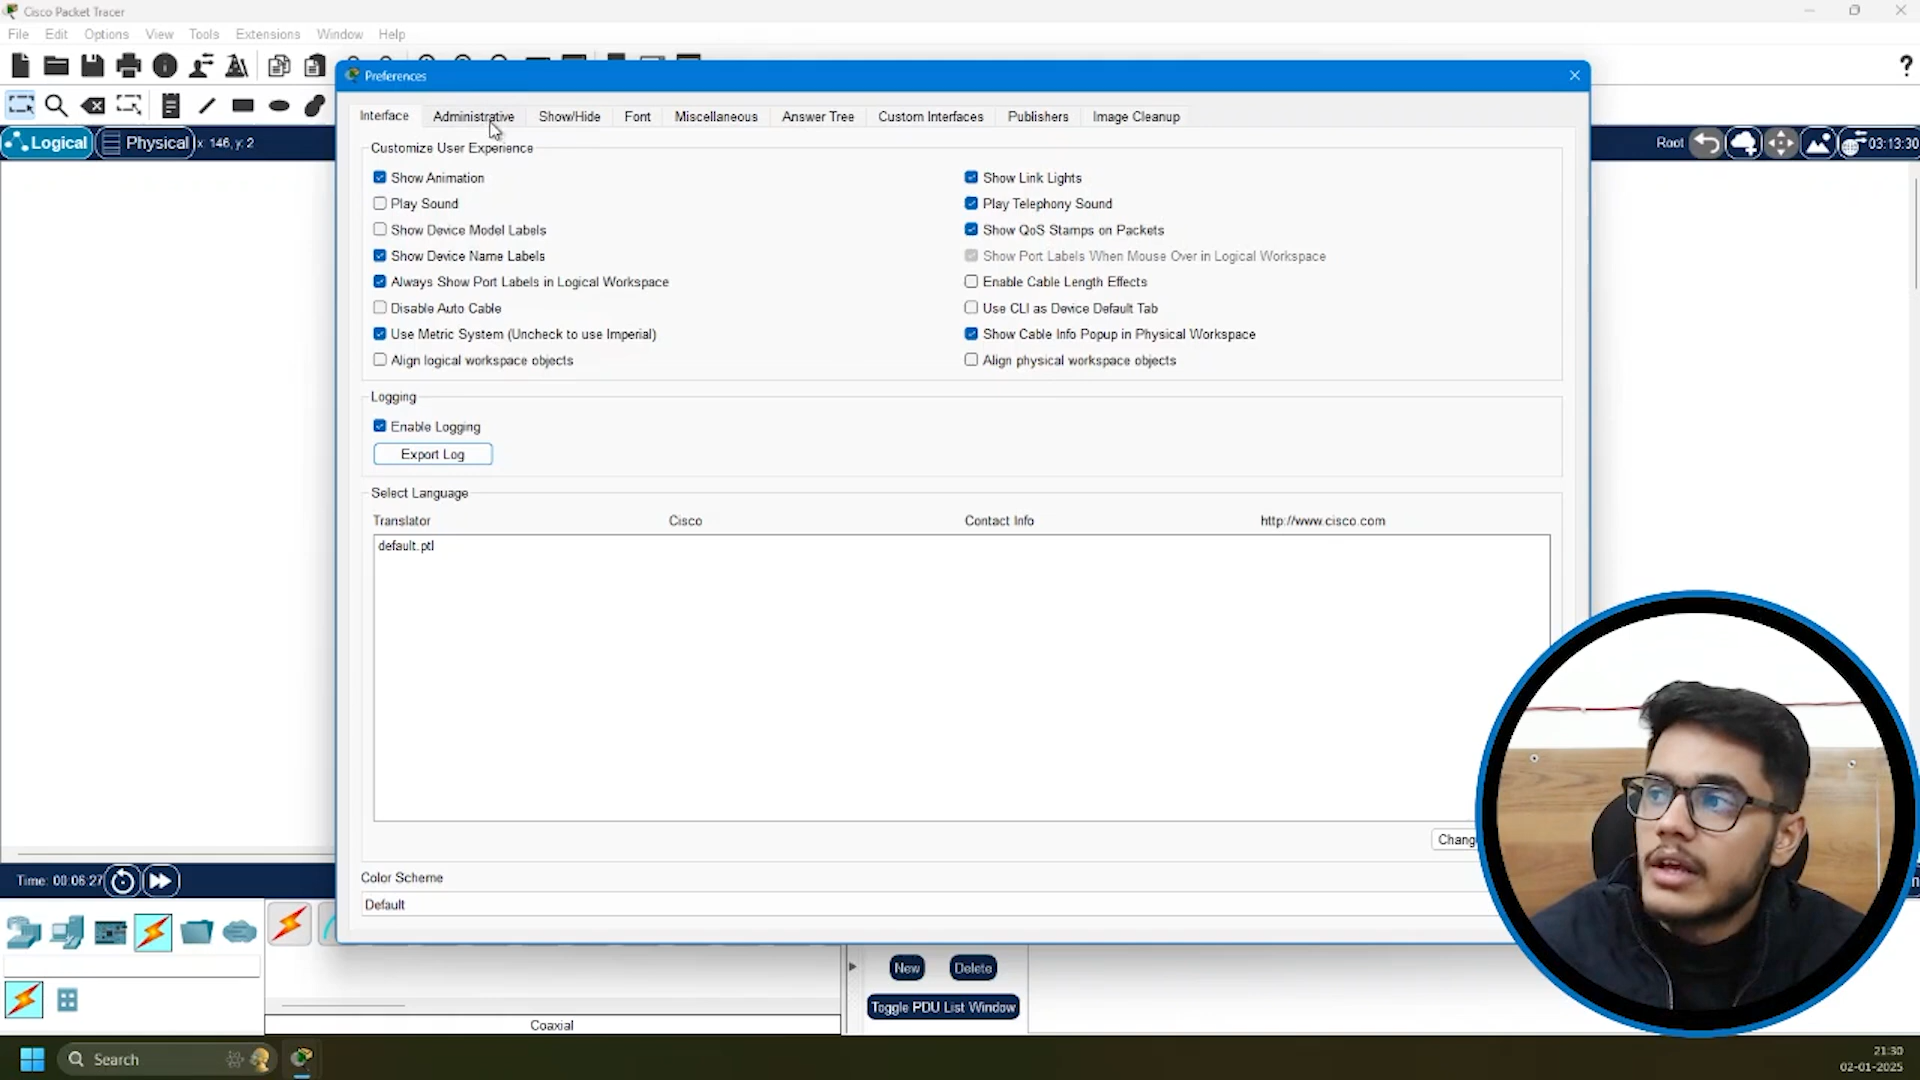 Cisco Packet Tracer
File Edit Options View Tools Extensions Window Help
Preferences
Interface Administrative Show/Hide Font Miscellaneous Answer Tree Custom Interfaces Publishers Image Cleanup
Logical Physical x: 146, y: 2
Root 03:13:30
Customize User Experience
Show Animation Show Link Lights
Play Sound Play Telephony Sound
Show Device Model Labels Show QoS Stamps on Packets
Show Device Name Labels Show Port Labels When Mouse Over in Logical Workspace
Always Show Port Labels in Logical Workspace Enable Cable Length Effects
Disable Auto Cable Use CLI as Device Default Tab
Use Metric System (Uncheck to use Imperial) Show Cable Info Popup in Physical Workspace
Align logical workspace objects Align physical workspace objects
Logging
Enable Logging
Export Log
Select Language
Translator Cisco Contact Info http://www.cisco.com
default.ptl
Chang
Color Scheme
Default
Time: 00:06:27
New Delete
Toggle PDU List Window
Coaxial
Search
21:30
02-01-2025